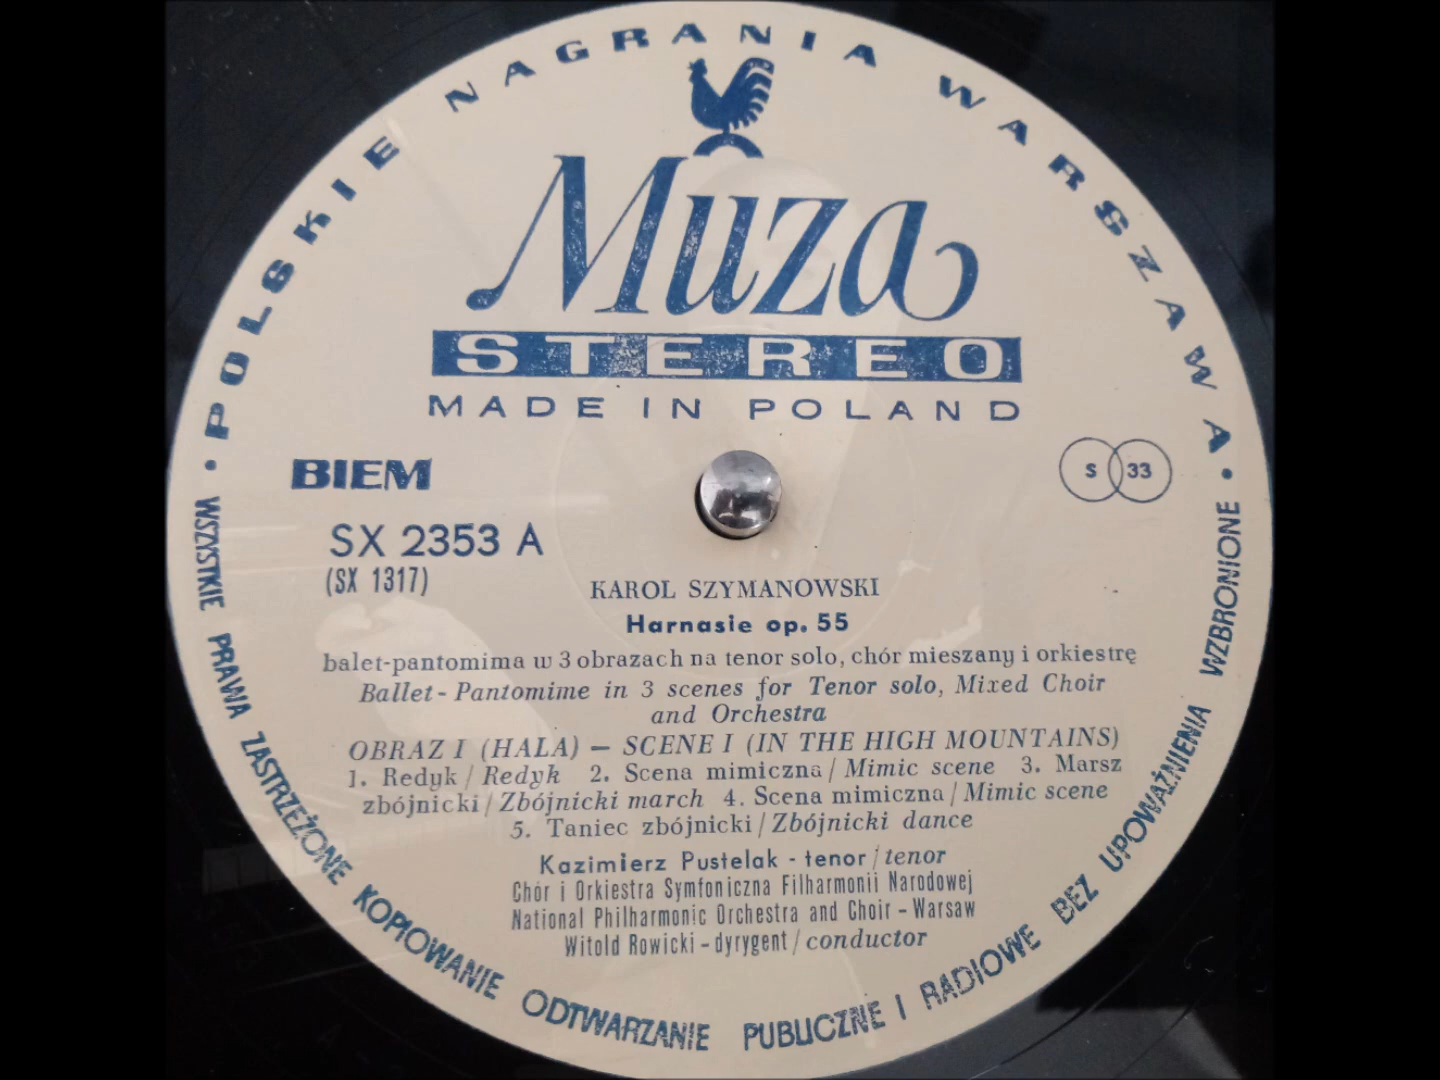 • POLSKIE NAGRANIA WARSZAWA •
Muza
STEREO
MADE IN POLAND
BIEM
S 33
SX 2353 A
(SX 1317)
KAROL SZYMANOWSKI
Harnasie op. 55
balet-pantomima w 3 obrazach na tenor solo, chór mieszany i orkiestrę
Ballet-Pantomime in 3 scenes for Tenor solo, Mixed Choir
and Orchestra
OBRAZ I (HALA) — SCENE I (IN THE HIGH MOUNTAINS)
1. Redyk / Redyk 2. Scena mimiczna / Mimic scene 3. Marsz
zbójnicki / Zbójnicki march 4. Scena mimiczna / Mimic scene
5. Taniec zbójnicki / Zbójnicki dance
Kazimierz Pustelak - tenor / tenor
Chór i Orkiestra Symfoniczna Filharmonii Narodowej
National Philharmonic Orchestra and Choir – Warsaw
Witold Rowicki – dyrygent / conductor
WSZYSTKIE PRAWA ZASTRZEŻONE KOPIOWANIE ODTWARZANIE PUBLICZNE I RADIOWE BEZ UPOWAŻNIENIA WZBRONIONE